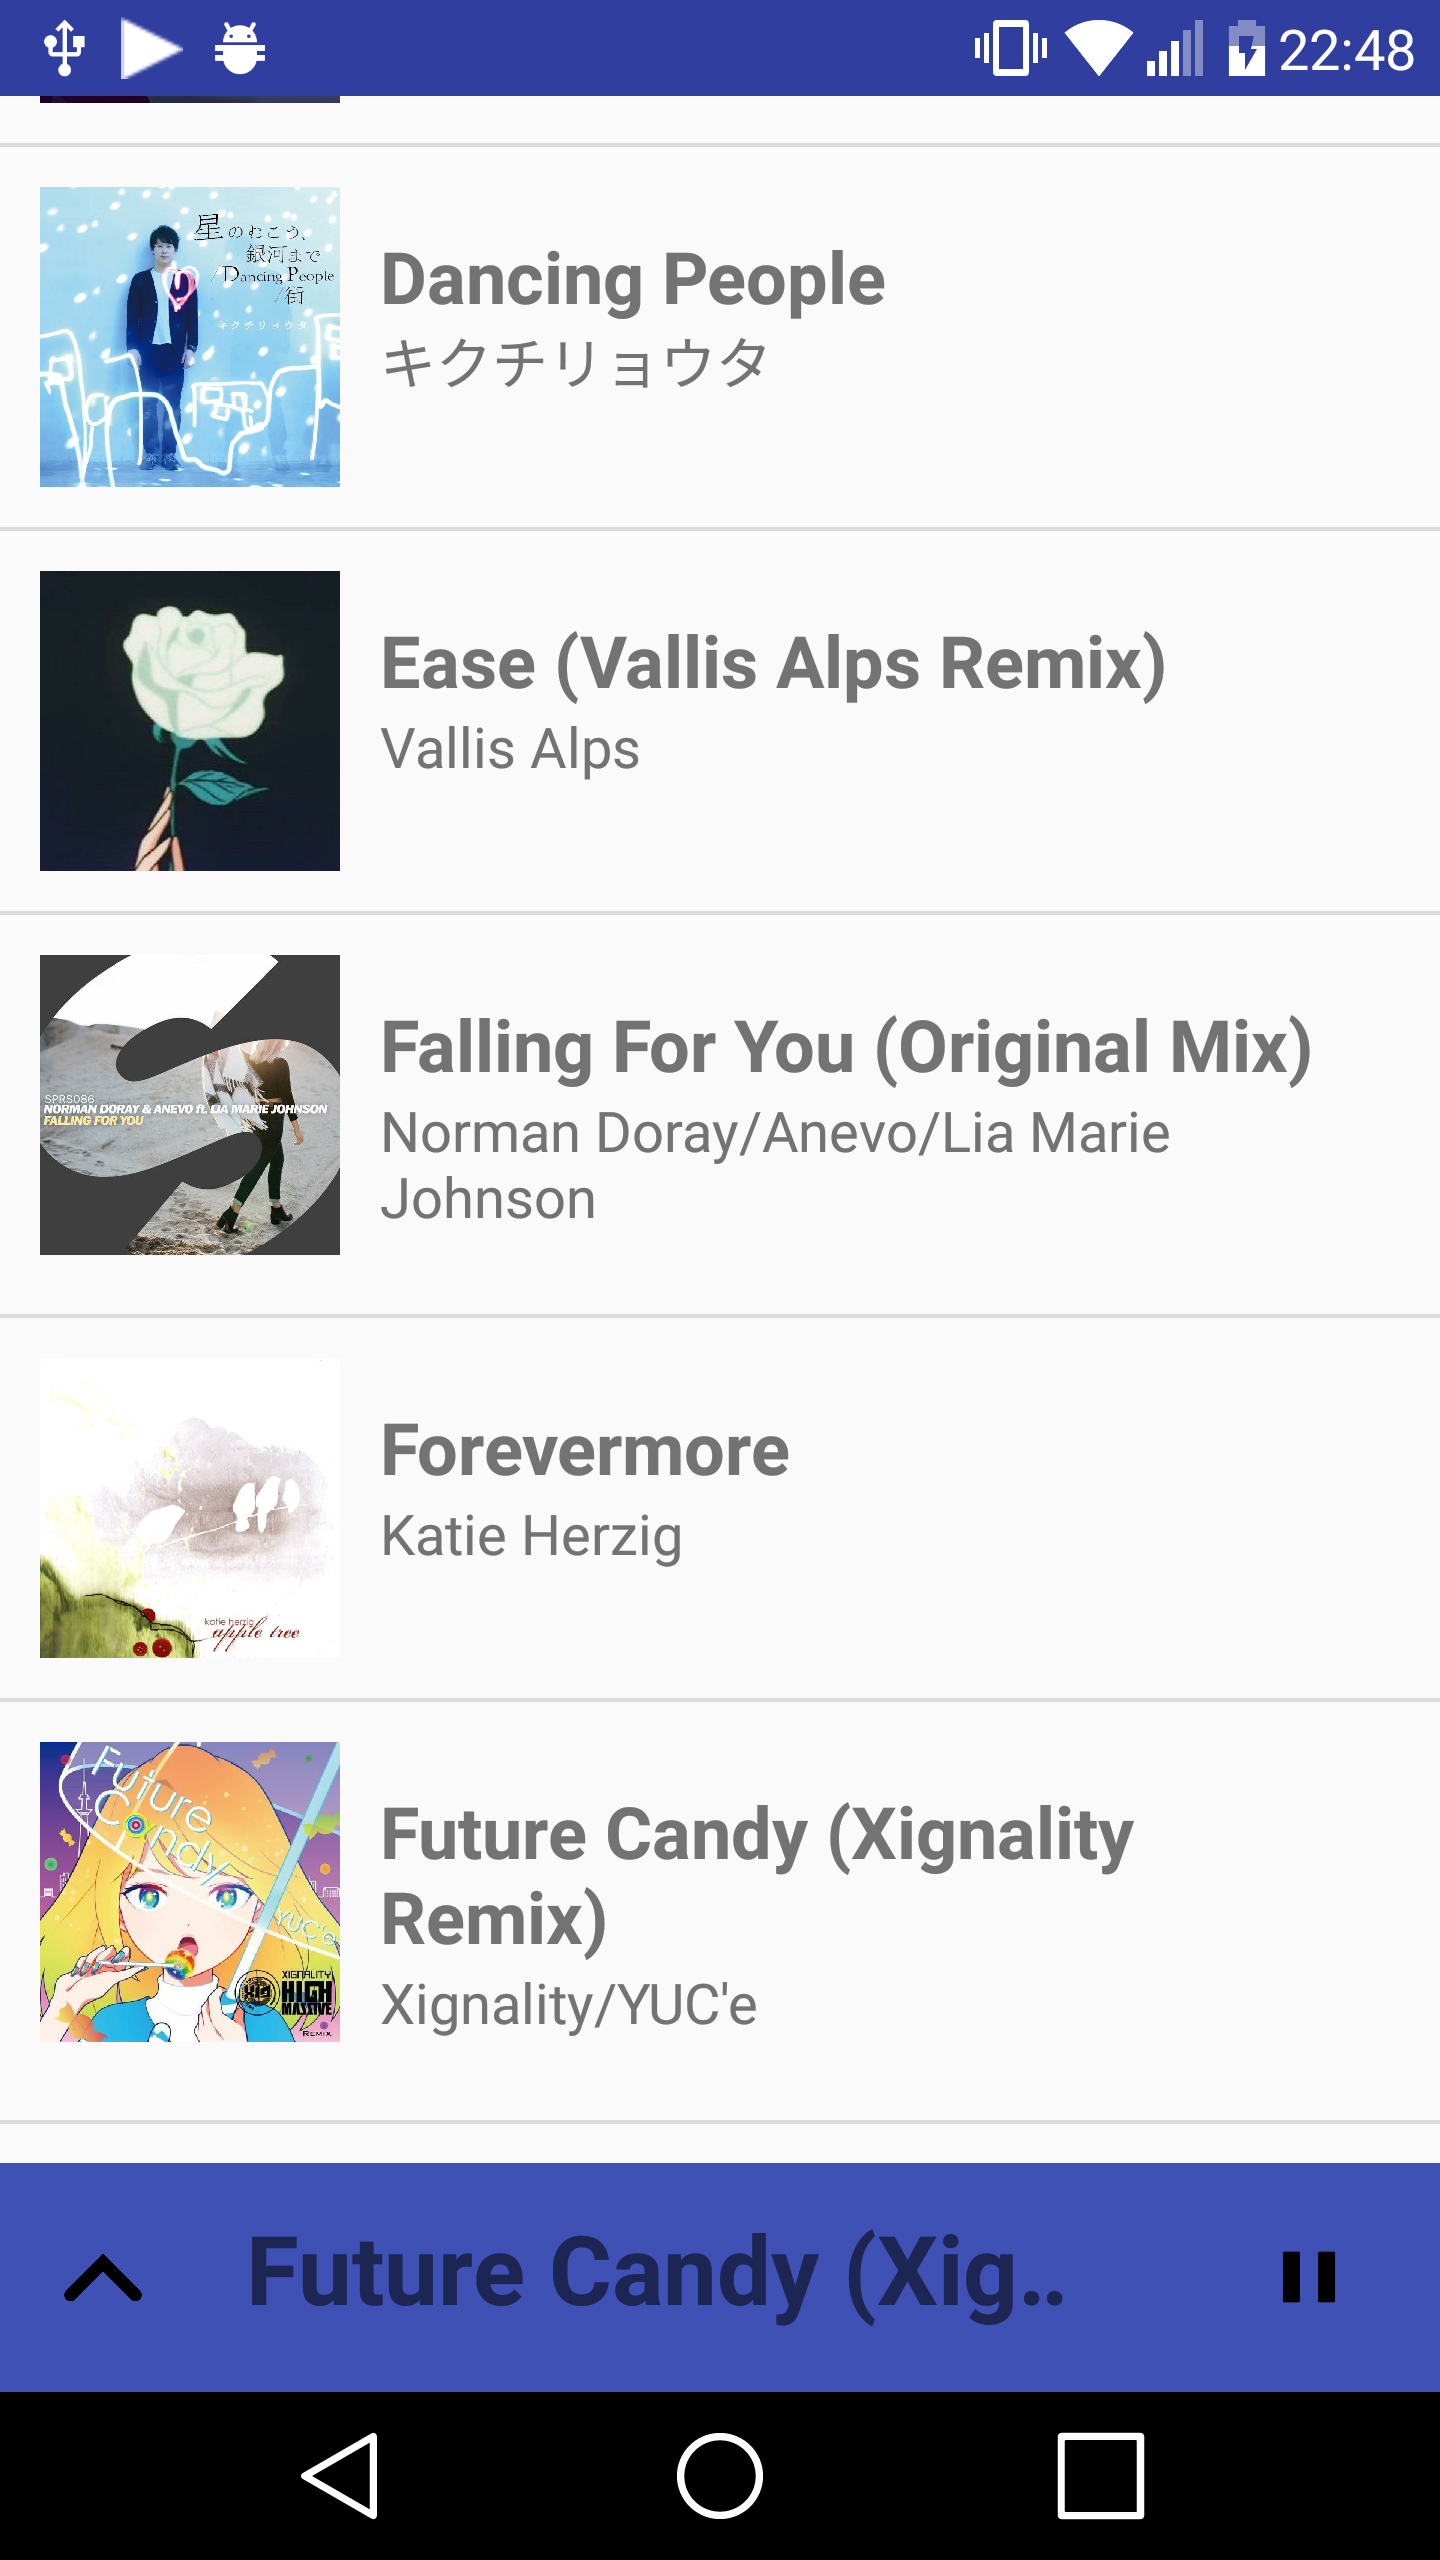 22:48
星のむこう、
銀河まで
/Dancing People
/街
キクチリョウタ
Dancing People
キクチリョウタ
Ease (Vallis Alps Remix)
Vallis Alps
SPRS086
NORMAN DORAY & ANEVO ft. LIA MARIE JOHNSON
FALLING FOR YOU
Falling For You (Original Mix)
Norman Doray/Anevo/Lia Marie
Johnson
katie herzig
apple tree
Forevermore
Katie Herzig
Future
Candy
YUC'e
XIGNALITY
HIGH
MASSIVE
REMIX
Future Candy (Xignality
Remix)
Xignality/YUC'e
Future Candy (Xig..